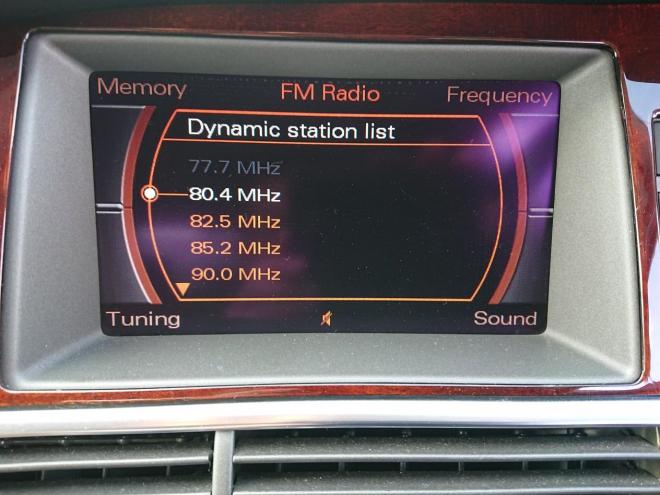 Memory FM Radio Frequency
Dynamic station list
77.7 MHz
80.4 MHz
82.5 MHz
85.2 MHz
90.0 MHz
Tuning Sound